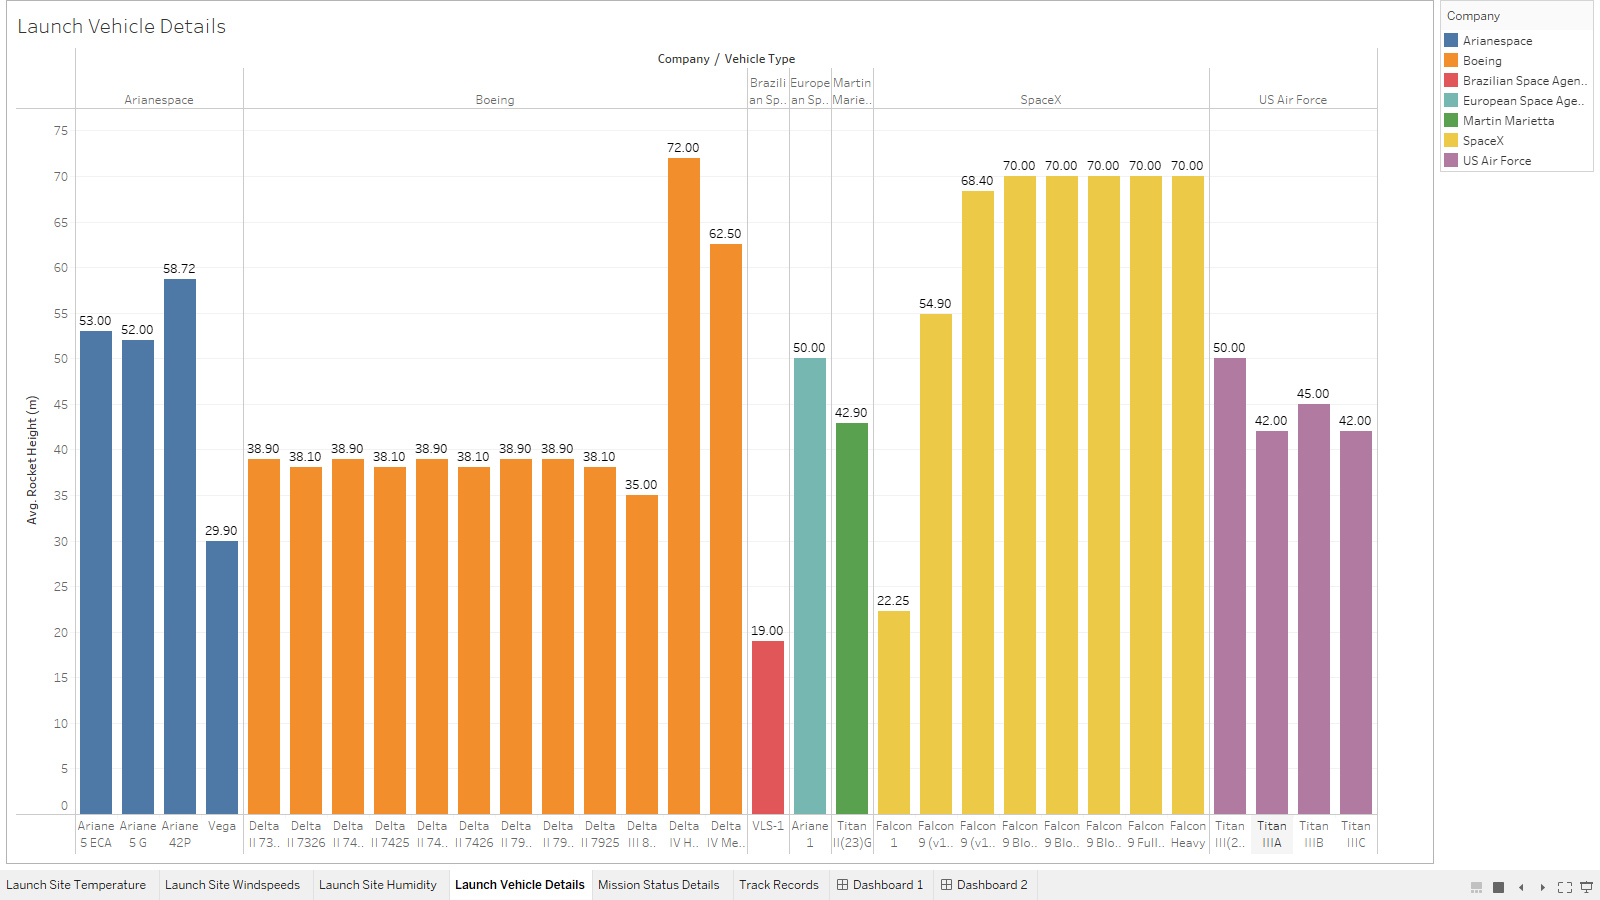 Launch Vehicle Details
Company / Vehicle Type
Arianespace
Boeing
Brazili
an Sp..
Europe
an Sp..
Martin
Marie..
SpaceX
US Air Force
Avg. Rocket Height (m)
75
70
65
60
55
50
45
40
35
30
25
20
15
10
5
0
53.00
52.00
58.72
29.90
38.90
38.10
38.90
38.10
38.90
38.10
38.90
38.90
38.10
35.00
72.00
62.50
19.00
50.00
42.90
22.25
54.90
68.40
70.00
70.00
70.00
70.00
70.00
50.00
42.00
45.00
42.00
Ariane
5 ECA
Ariane
5 G
Ariane
42P
Vega
Delta
II 73..
Delta
II 7326
Delta
II 74..
Delta
II 7425
Delta
II 74..
Delta
II 7426
Delta
II 79..
Delta
II 79..
Delta
II 7925
Delta
III 8..
Delta
IV H..
Delta
IV Me..
VLS-1
Ariane
1
Titan
II(23)G
Falcon
1
Falcon
9 (v1..
Falcon
9 (v1..
Falcon
9 Blo..
Falcon
9 Blo..
Falcon
9 Blo..
Falcon
9 Full..
Falcon
Heavy
Titan
III(2..
Titan
IIIA
Titan
IIIB
Titan
IIIC
Company
Arianespace
Boeing
Brazilian Space Agen..
European Space Age..
Martin Marietta
SpaceX
US Air Force
Launch Site Temperature
Launch Site Windspeeds
Launch Site Humidity
Launch Vehicle Details
Mission Status Details
Track Records
Dashboard 1
Dashboard 2